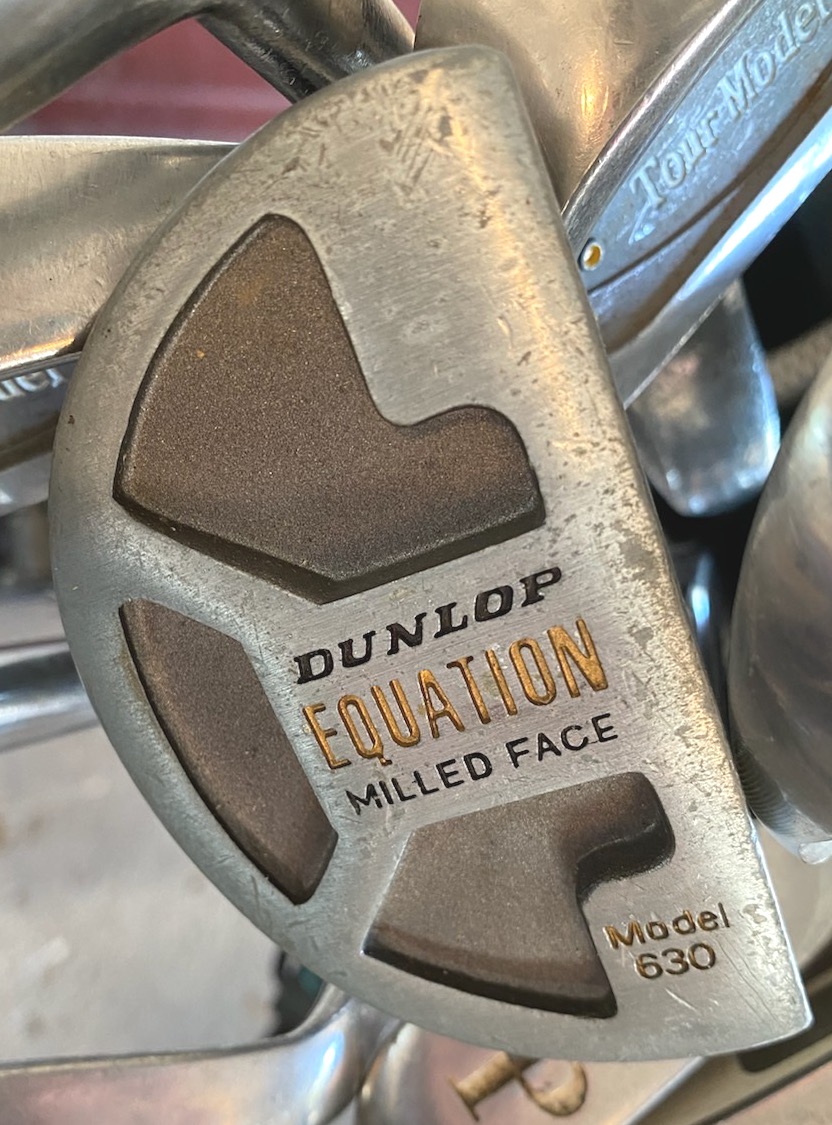 Tour Model
DUNLOP
EQUATION
MILLED FACE
Model
630